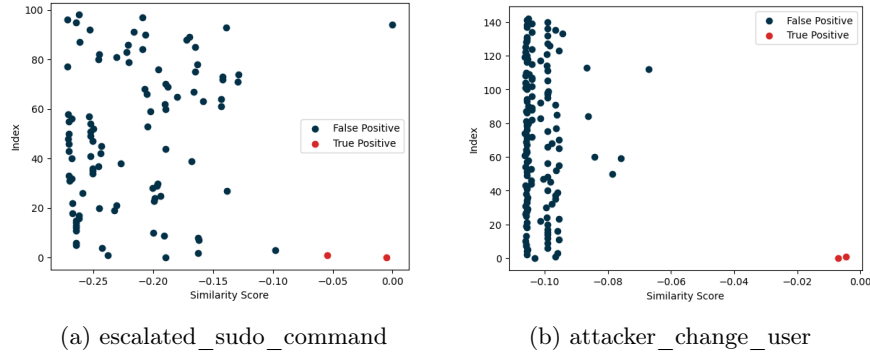 100
80
60
40
20
0
Index
False Positive
True Positive
−0.25 −0.20 −0.15 −0.10 −0.05 0.00
Similarity Score
(a) escalated_sudo_command
140
120
100
80
60
40
20
0
Index
False Positive
True Positive
−0.10 −0.08 −0.06 −0.04 −0.02 0.00
Similarity Score
(b) attacker_change_user